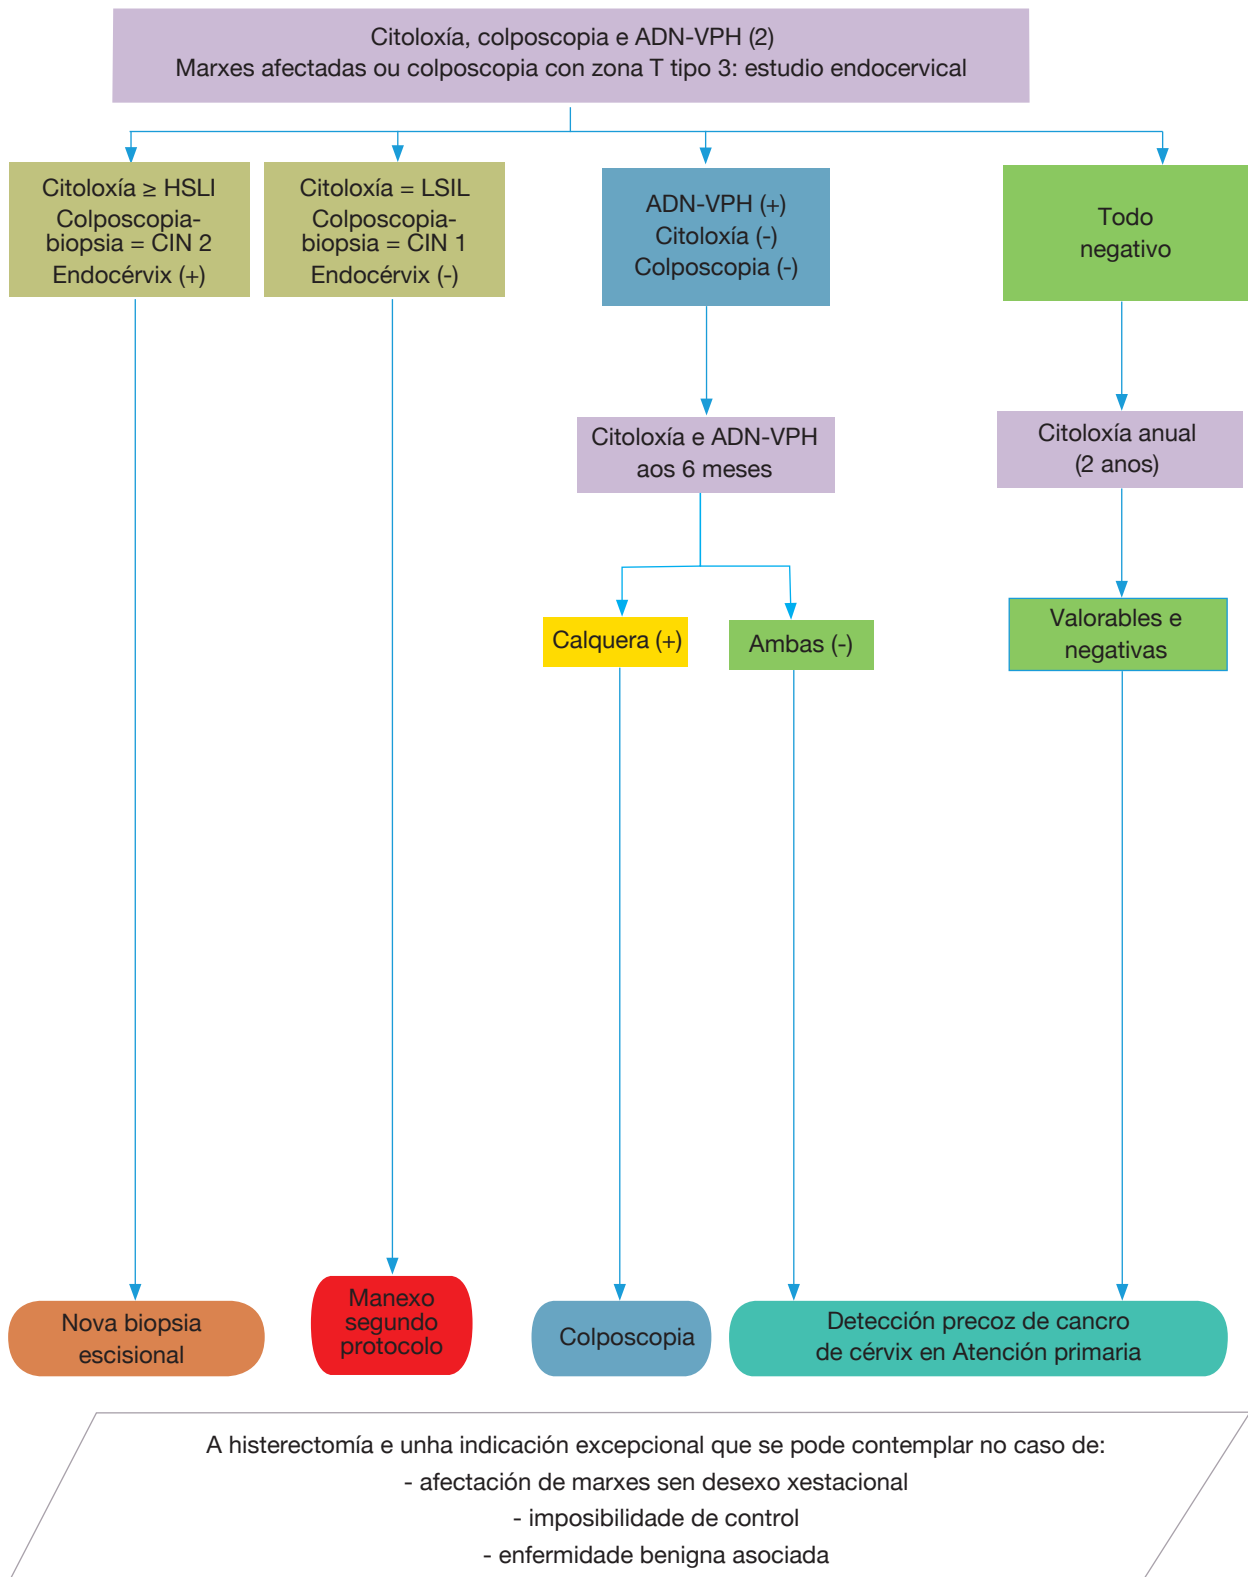 Citoloxía, colposcopia e ADN-VPH (2)
Marxes afectadas ou colposcopia con zona T tipo 3: estudio endocervical
Citoloxía ≥ HSLI
Colposcopia-
biopsia = CIN 2
Endocérvix (+)
Citoloxía = LSIL
Colposcopia-
biopsia = CIN 1
Endocérvix (-)
ADN-VPH (+)
Citoloxía (-)
Colposcopia (-)
Todo
negativo
Citoloxía e ADN-VPH
aos 6 meses
Citoloxía anual
(2 anos)
Calquera (+)
Ambas (-)
Valorables e
negativas
Nova biopsia
escisional
Manexo
segundo
protocolo
Colposcopia
Detección precoz de cancro
de cérvix en Atención primaria
A histerectomía e unha indicación excepcional que se pode contemplar no caso de:
- afectación de marxes sen desexo xestacional
- imposibilidade de control
- enfermidade benigna asociada